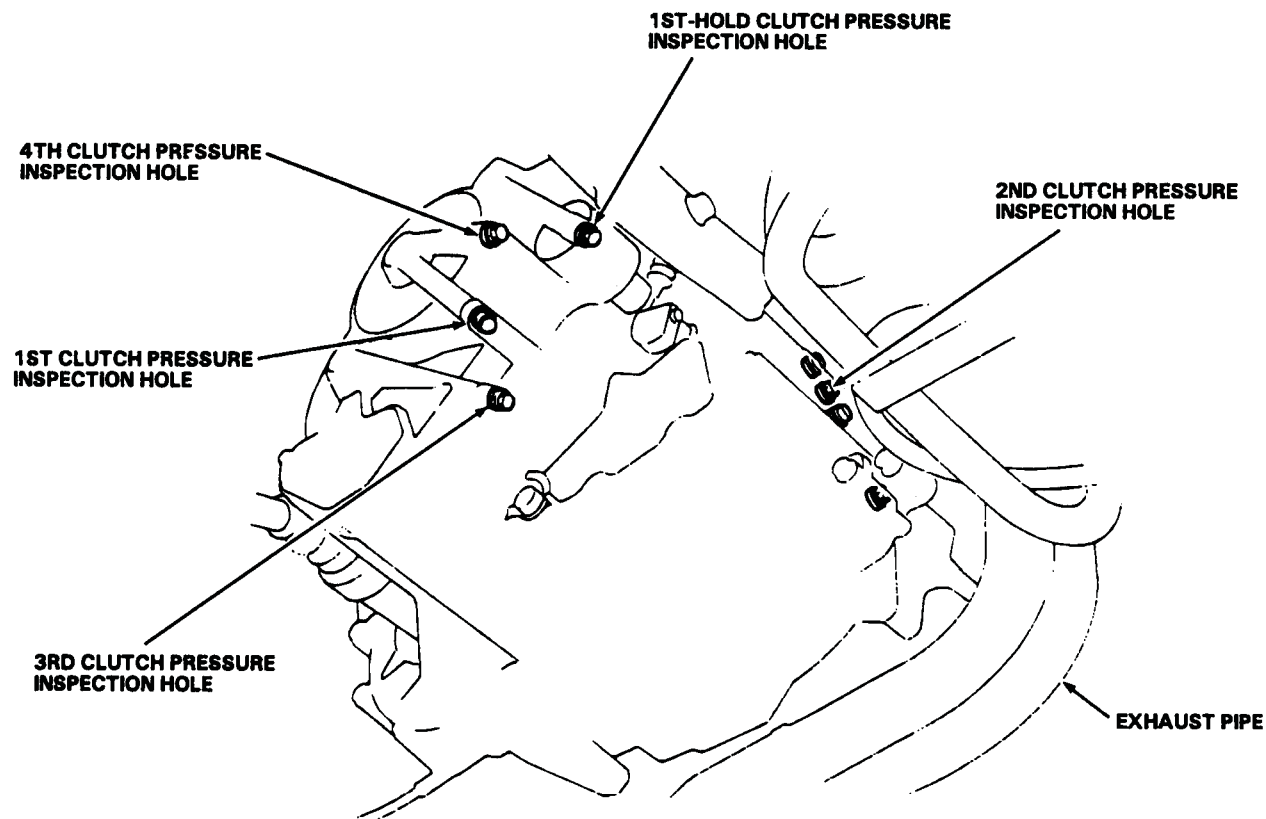 1ST-HOLD CLUTCH PRESSURE
INSPECTION HOLE
4TH CLUTCH PRESSURE
INSPECTION HOLE
2ND CLUTCH PRESSURE
INSPECTION HOLE
1ST CLUTCH PRESSURE
INSPECTION HOLE
3RD CLUTCH PRESSURE
INSPECTION HOLE
EXHAUST PIPE